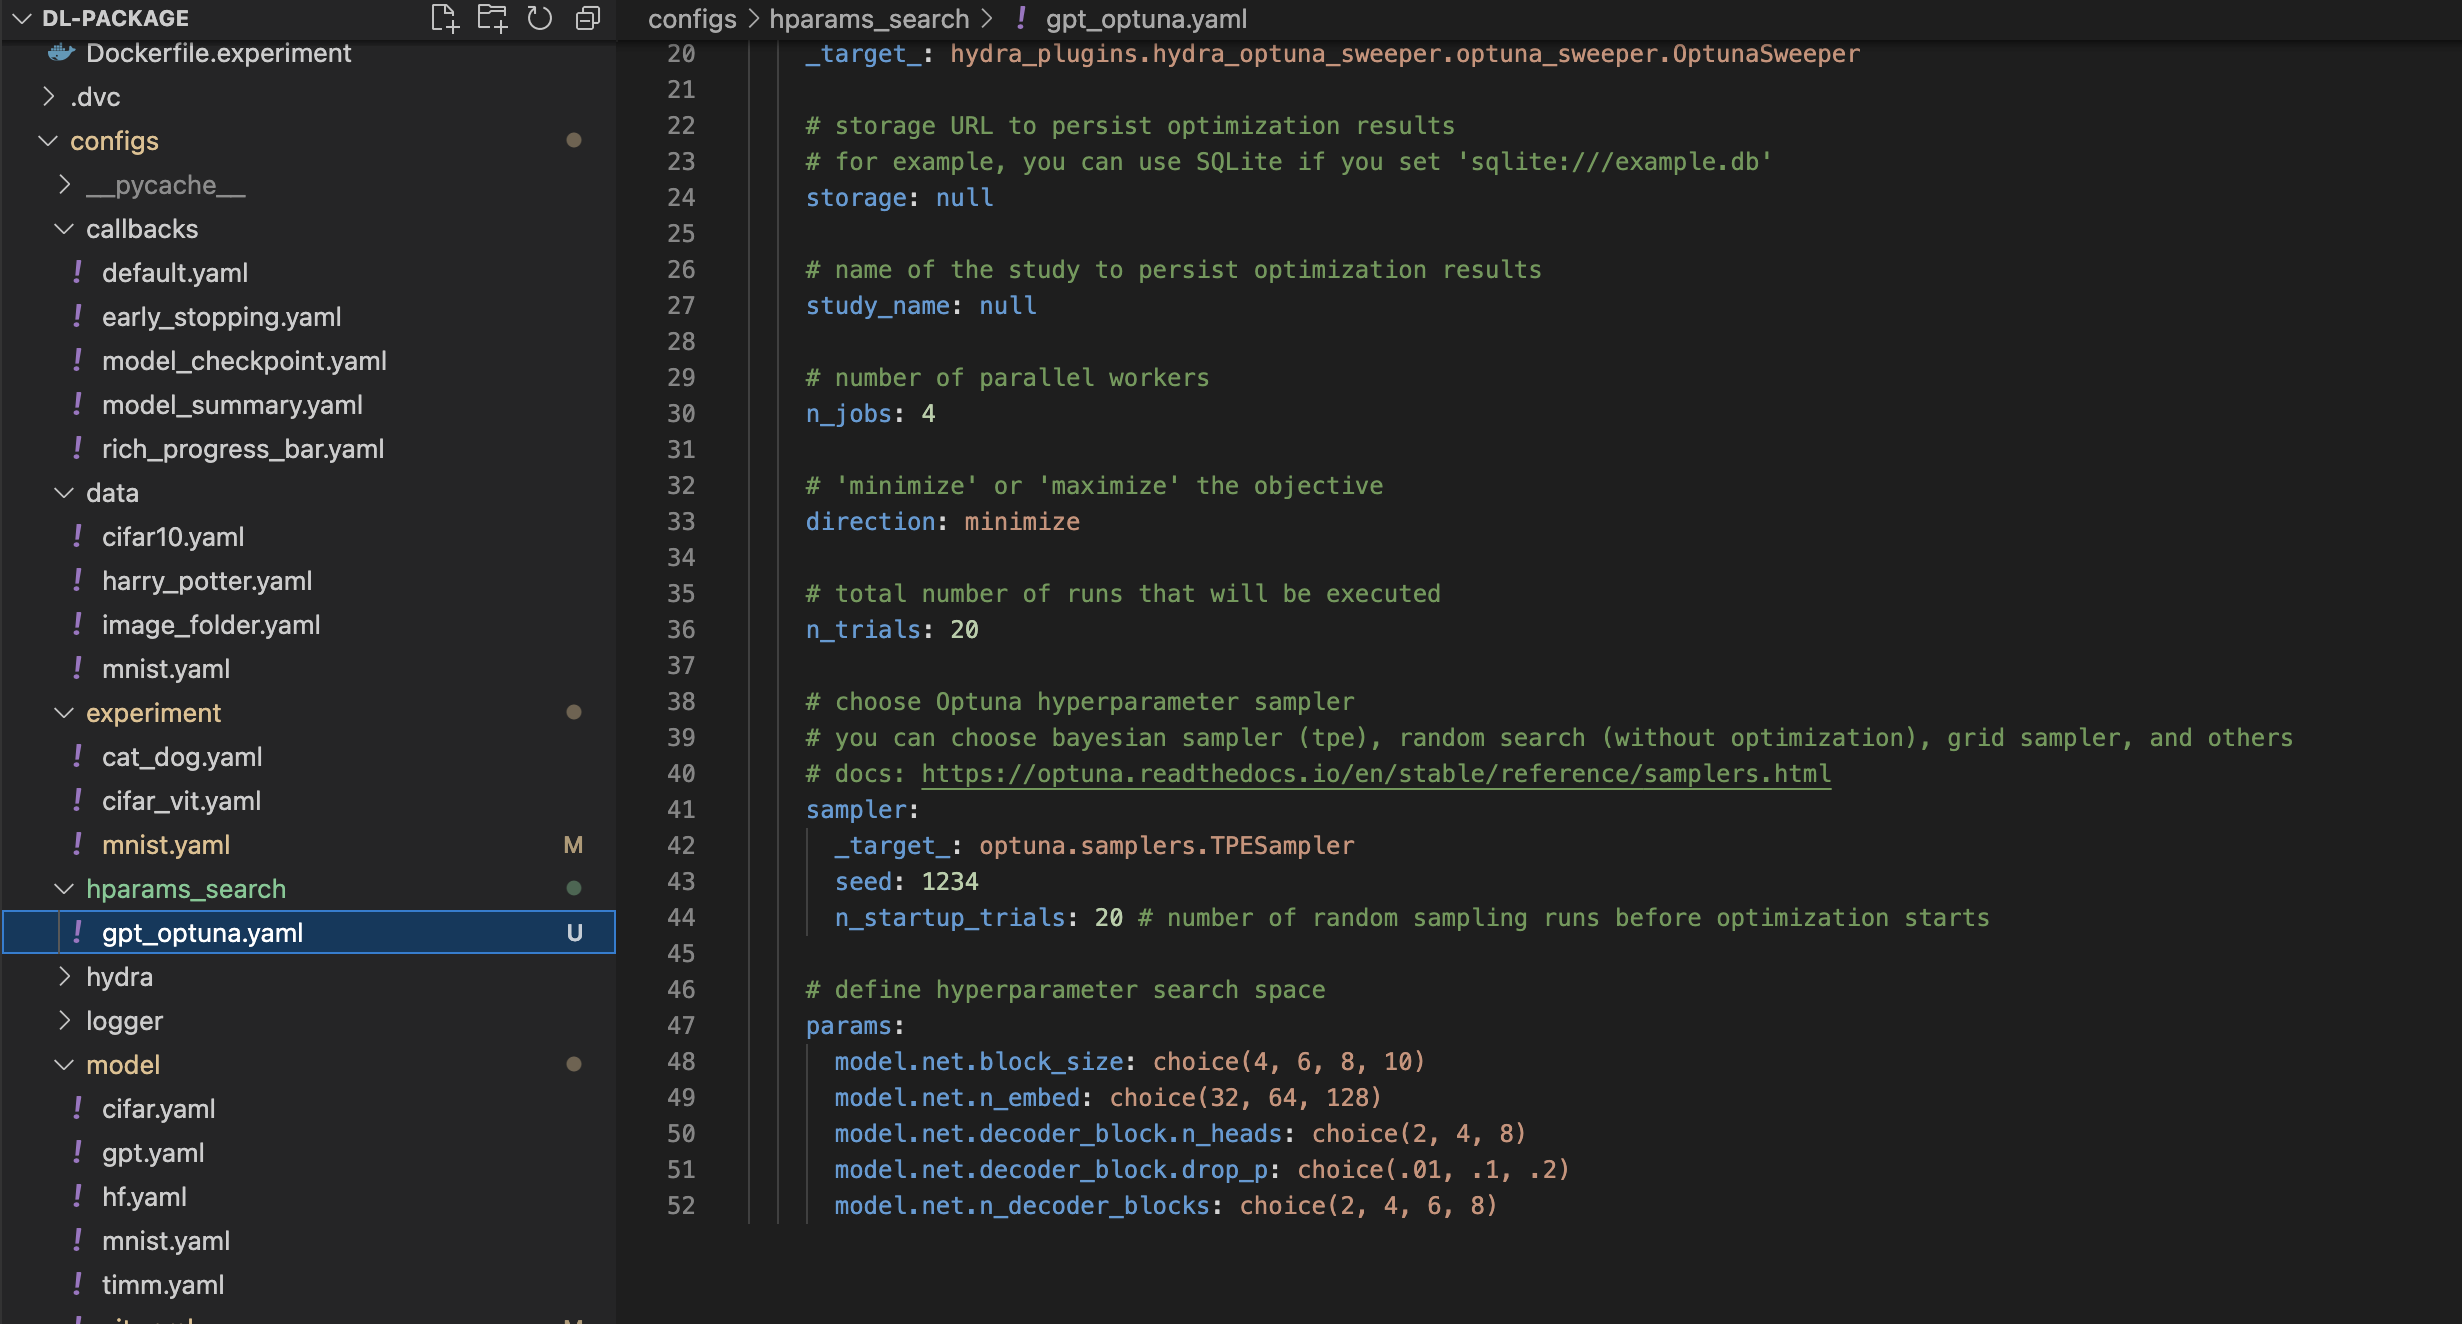 DL-PACKAGE
Dockerfile.experiment
.dvc
configs
__pycache__
callbacks
! default.yaml
! early_stopping.yaml
! model_checkpoint.yaml
! model_summary.yaml
! rich_progress_bar.yaml
data
! cifar10.yaml
! harry_potter.yaml
! image_folder.yaml
! mnist.yaml
experiment
! cat_dog.yaml
! cifar_vit.yaml
! mnist.yaml M
hparams_search
! gpt_optuna.yaml U
hydra
logger
model
! cifar.yaml
! gpt.yaml
! hf.yaml
! mnist.yaml
! timm.yaml
configs > hparams_search > ! gpt_optuna.yaml
20 _target_: hydra_plugins.hydra_optuna_sweeper.optuna_sweeper.OptunaSweeper
21
22 # storage URL to persist optimization results
23 # for example, you can use SQLite if you set 'sqlite:///example.db'
24 storage: null
25
26 # name of the study to persist optimization results
27 study_name: null
28
29 # number of parallel workers
30 n_jobs: 4
31
32 # 'minimize' or 'maximize' the objective
33 direction: minimize
34
35 # total number of runs that will be executed
36 n_trials: 20
37
38 # choose Optuna hyperparameter sampler
39 # you can choose bayesian sampler (tpe), random search (without optimization), grid sampler, and others
40 # docs: https://optuna.readthedocs.io/en/stable/reference/samplers.html
41 sampler:
42 _target_: optuna.samplers.TPESampler
43 seed: 1234
44 n_startup_trials: 20 # number of random sampling runs before optimization starts
45
46 # define hyperparameter search space
47 params:
48 model.net.block_size: choice(4, 6, 8, 10)
49 model.net.n_embed: choice(32, 64, 128)
50 model.net.decoder_block.n_heads: choice(2, 4, 8)
51 model.net.decoder_block.drop_p: choice(.01, .1, .2)
52 model.net.n_decoder_blocks: choice(2, 4, 6, 8)